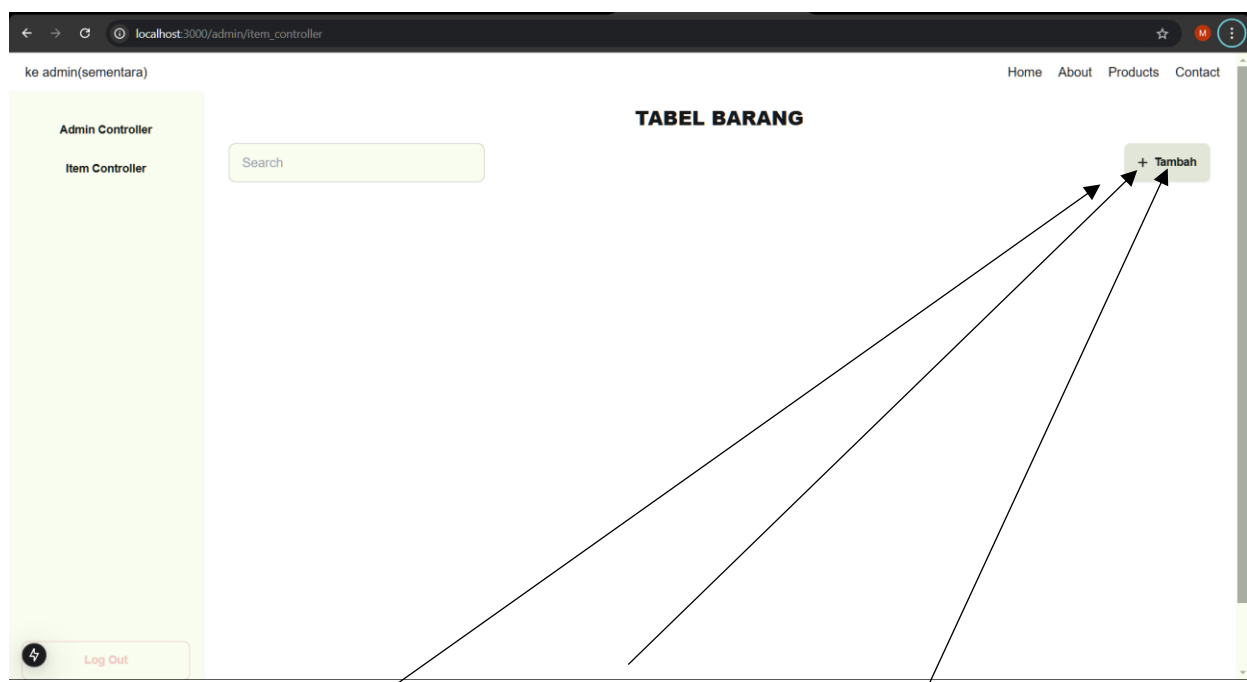 localhost:3000/admin/item_controller
M
ke admin(sementara)
Home About Products Contact
Admin Controller
Item Controller
TABEL BARANG
Search
+ Tambah
Log Out